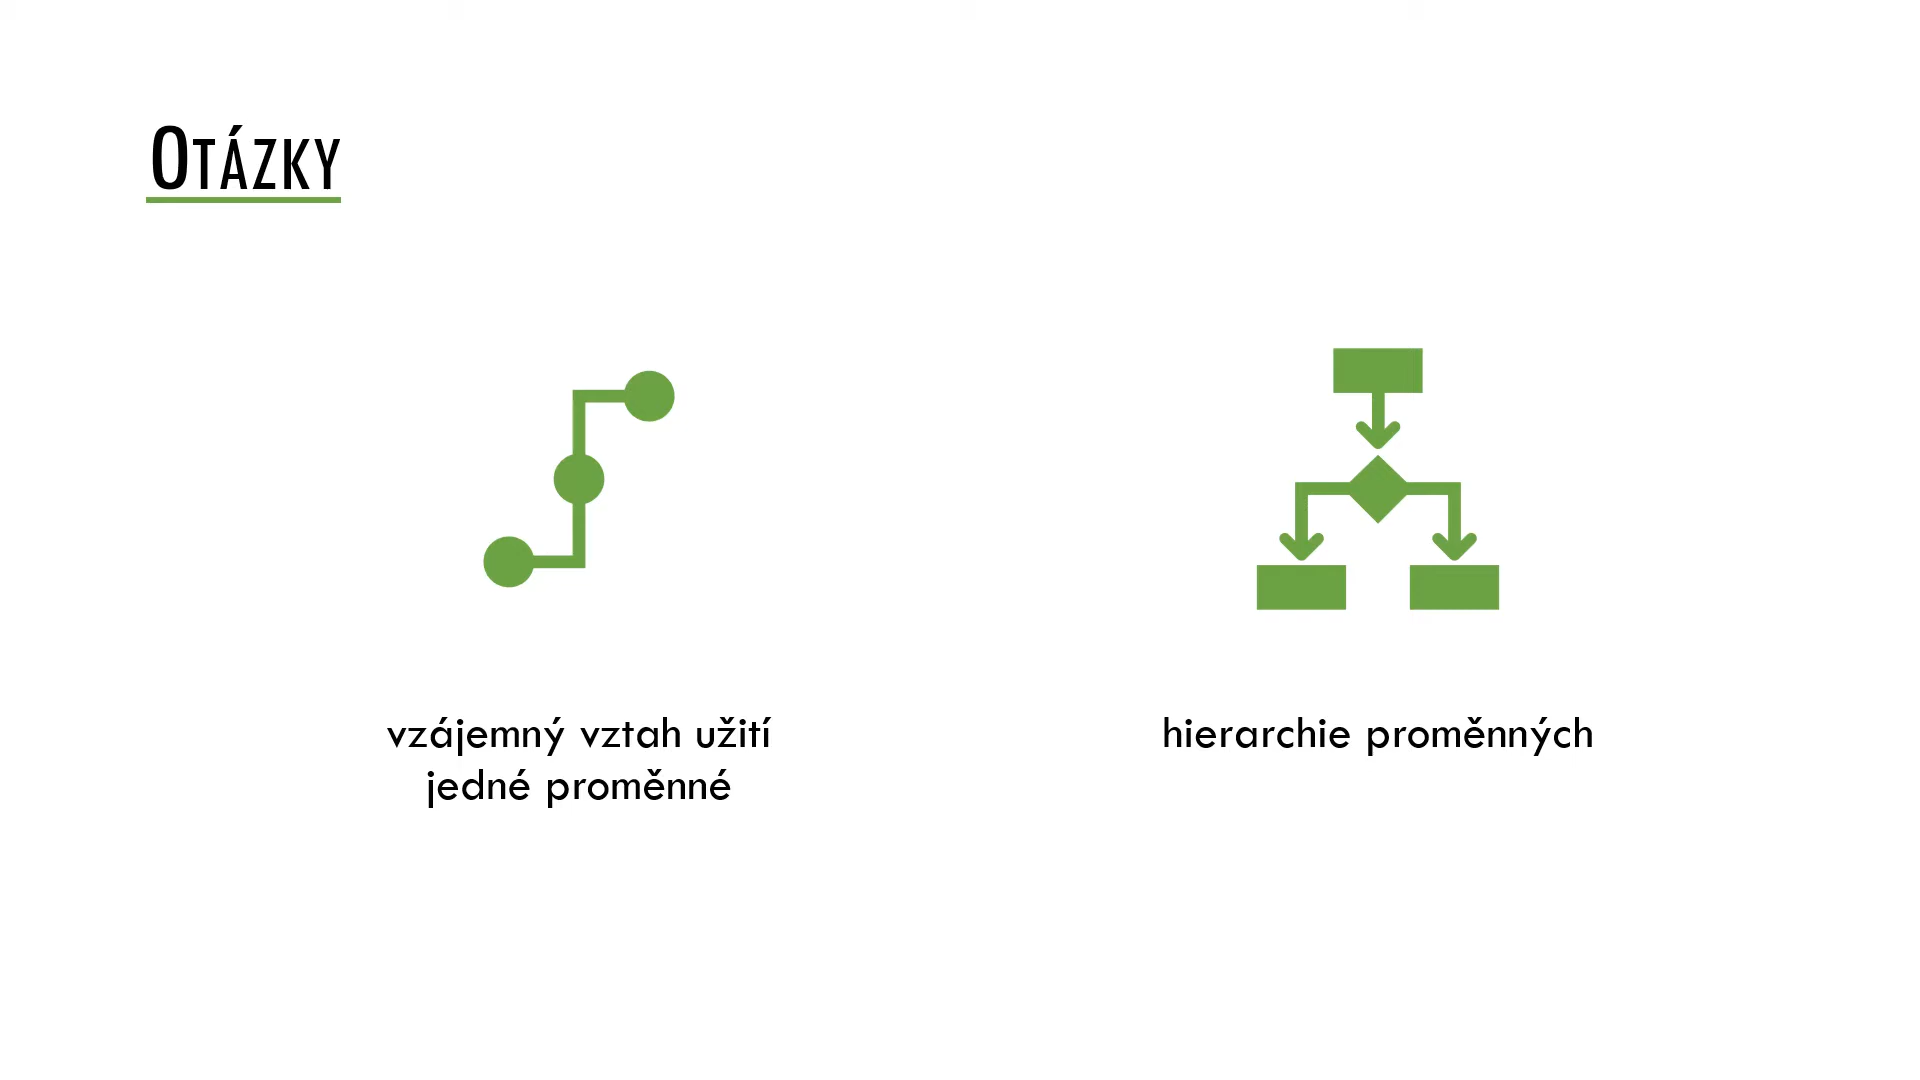 Otázky
vzájemný vztah užití
jedné proměnné
hierarchie proměnných